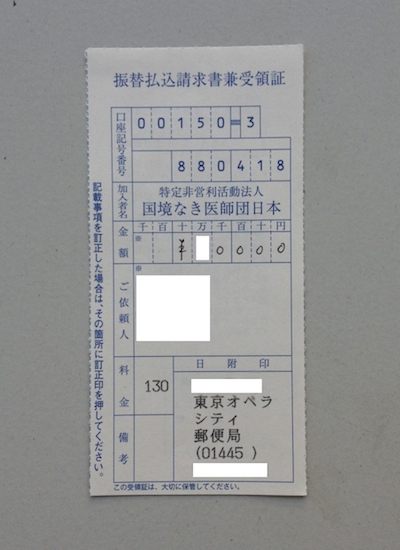 振替払込請求書兼受領証
口座記号番号
00150=3
880418
加入者名
特定非営利活動法人
国境なき医師団日本
金額
千百十万千百十円
※
¥ 0000
※
ご依頼人
料金
130
備考
日附印
東京オペラ
シティ
郵便局
(01445 )
記載事項を訂正した場合は、その箇所に訂正印を押してください。
この受領証は、大切に保管してください。